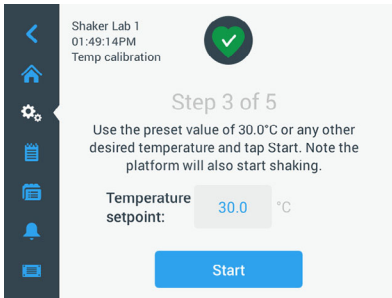 Shaker Lab 1
01:49:14PM
Temp calibration
Step 3 of 5
Use the preset value of 30.0°C or any other
desired temperature and tap Start. Note the
platform will also start shaking.
Temperature
setpoint:
30.0
°C
Start